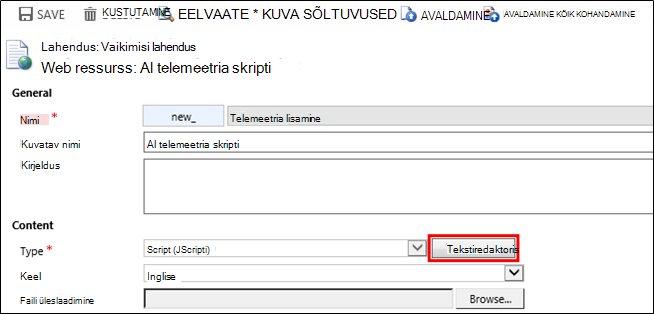 SAVE KUSTUTAMINE EELVAATE * KUVA SÕLTUVUSED AVALDAMINE AVALDAMINE KÕIK KOHANDAMINE
Lahendus: Vaikimisi lahendus
Web ressurss: AI telemeetria skripti
General
Nimi * new_ Telemeetria lisamine
Kuvatav nimi AI telemeetria skripti
Kirjeldus
Content
Type * Script (JScripti) Tekstiredaktoris
Keel Inglise
Faili üleslaadimine Browse...